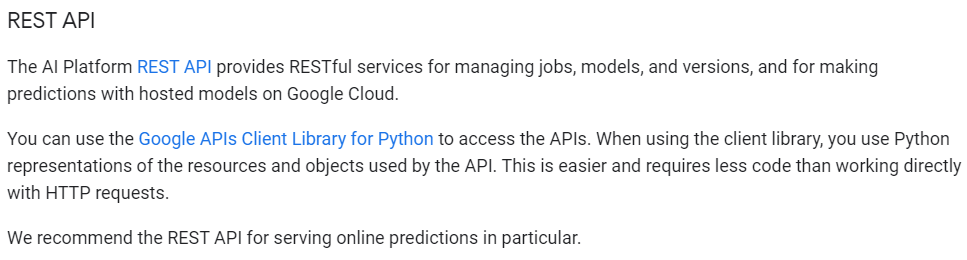 REST API
The AI Platform REST API provides RESTful services for managing jobs, models, and versions, and for making
predictions with hosted models on Google Cloud.
You can use the Google APIs Client Library for Python to access the APIs. When using the client library, you use Python
representations of the resources and objects used by the API. This is easier and requires less code than working directly
with HTTP requests.
We recommend the REST API for serving online predictions in particular.